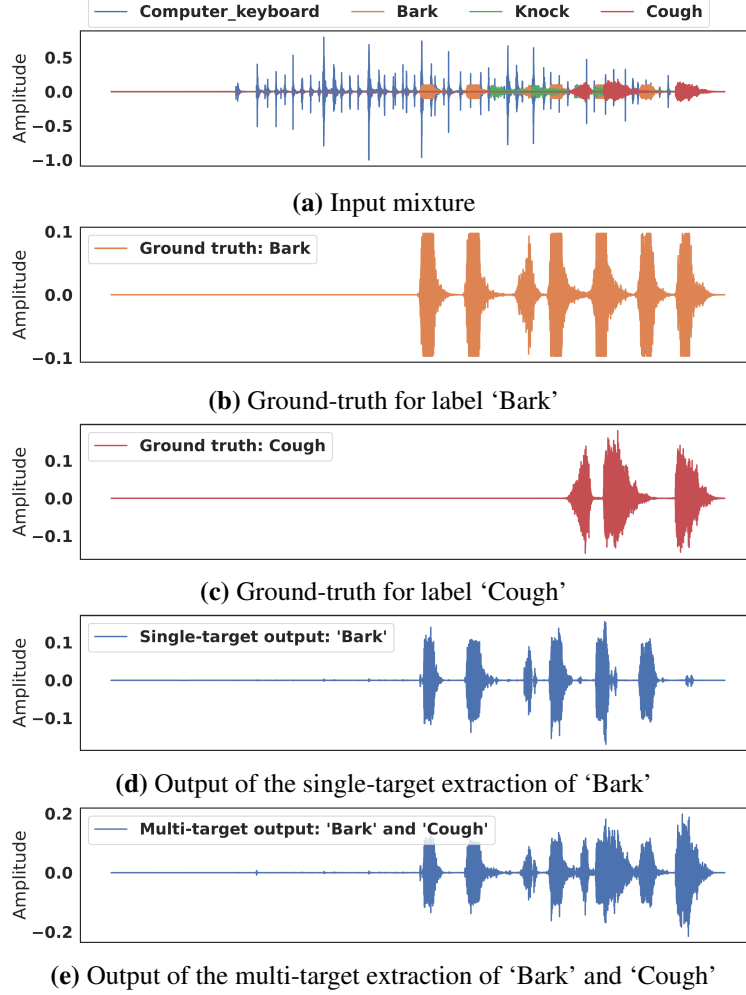 Computer_keyboard Bark Knock Cough
Amplitude
0.5
0.0
−0.5
−1.0
(a) Input mixture
Amplitude
0.1
0.0
−0.1
Ground truth: Bark
(b) Ground-truth for label ‘Bark’
Amplitude
0.1
0.0
−0.1
Ground truth: Cough
(c) Ground-truth for label ‘Cough’
Amplitude
0.1
0.0
−0.1
Single-target output: 'Bark'
(d) Output of the single-target extraction of ‘Bark’
Amplitude
0.2
0.0
−0.2
Multi-target output: 'Bark' and 'Cough'
(e) Output of the multi-target extraction of ‘Bark’ and ‘Cough’